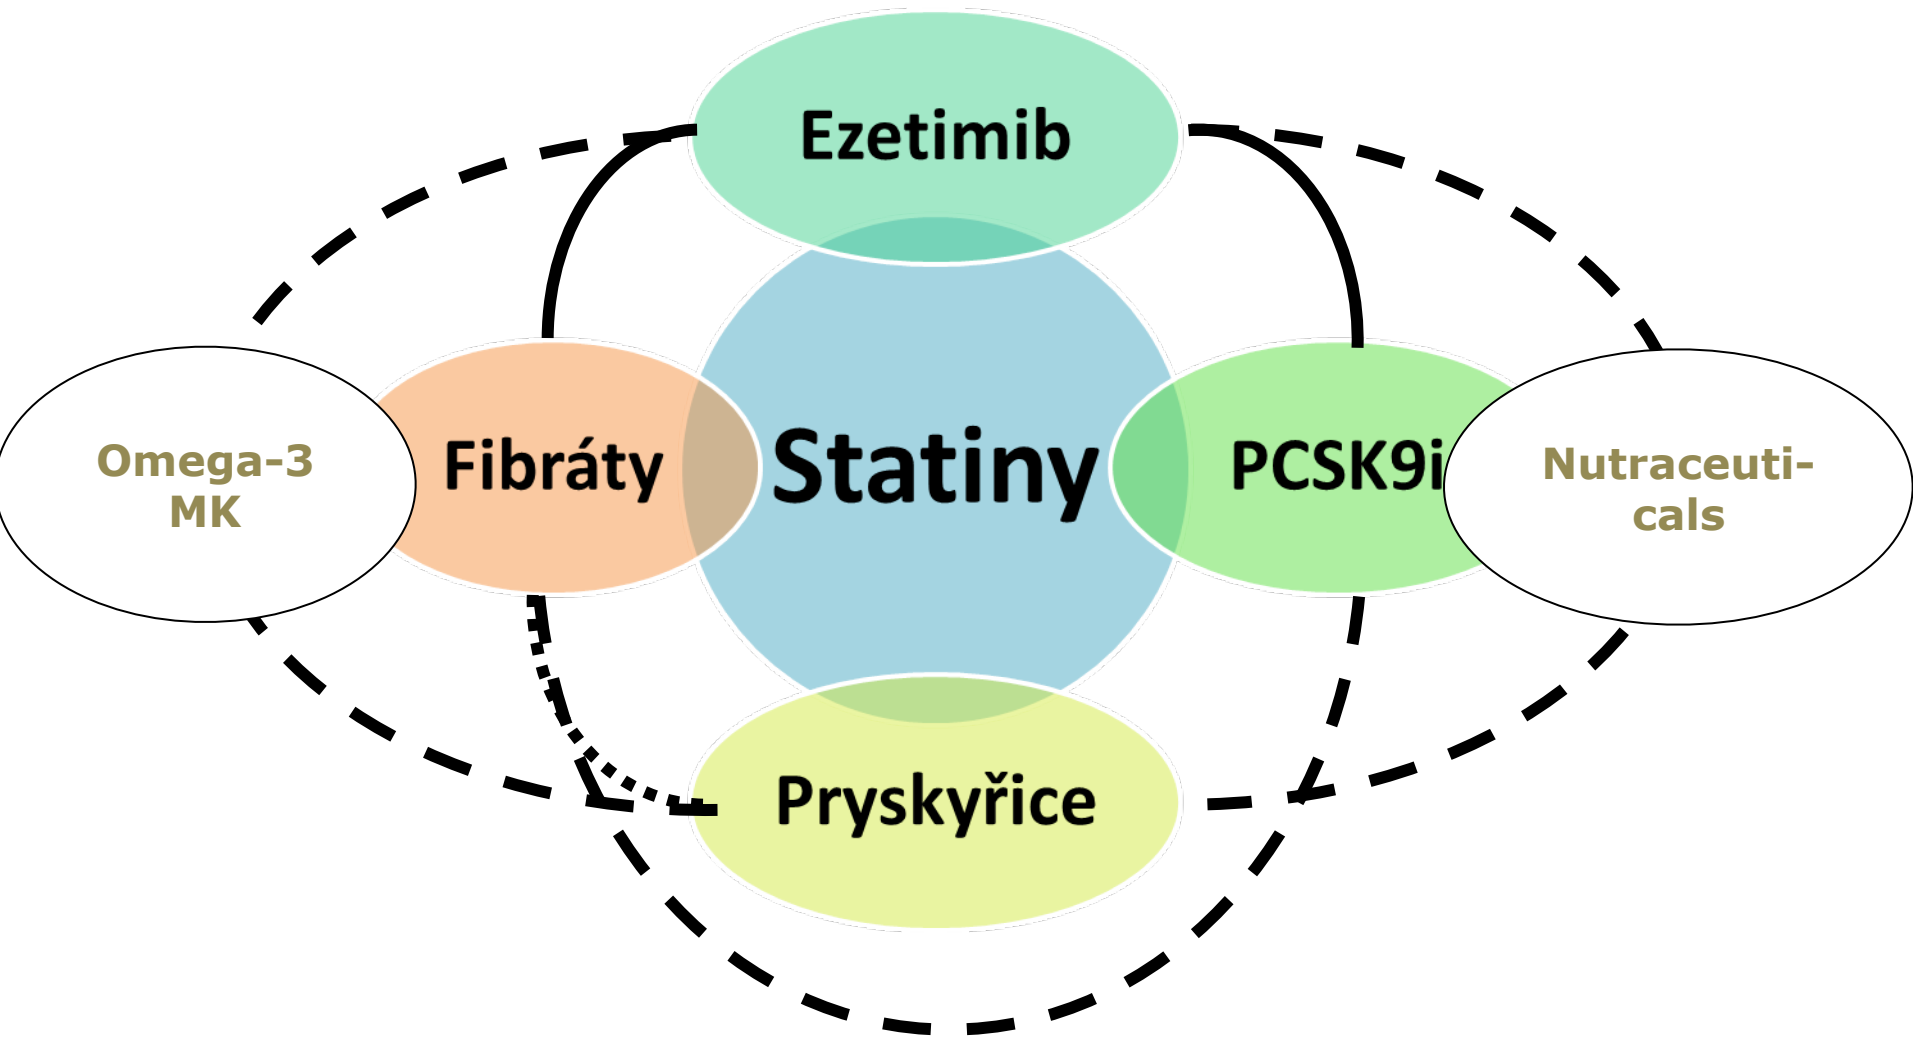 Ezetimib
Omega-3
MK
Fibráty
Statiny
PCSK9i
Nutraceuti-
cals
Pryskyřice